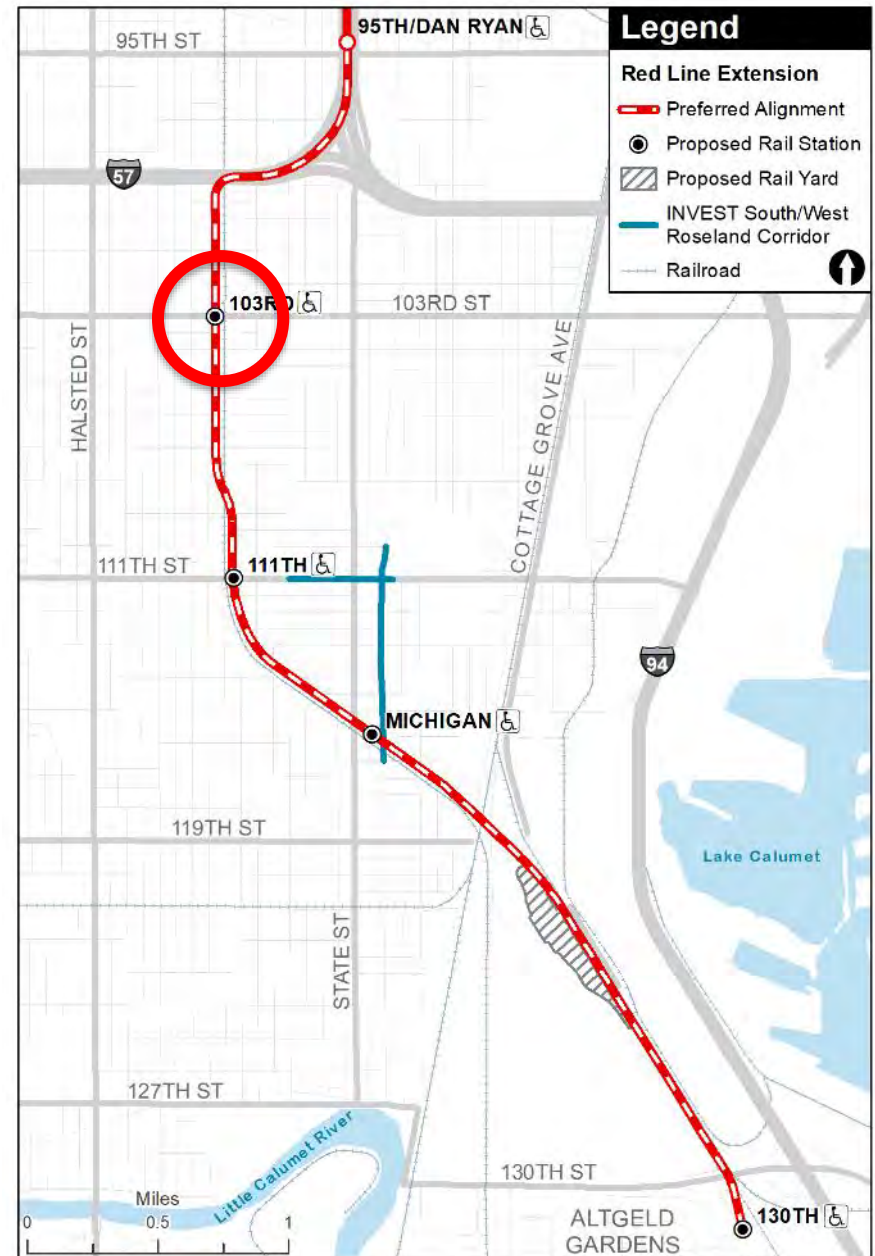 95TH/DAN RYAN
95TH ST
Legend
Red Line Extension
Preferred Alignment
Proposed Rail Station
Proposed Rail Yard
INVEST South/West
Roseland Corridor
Railroad
57
103RD
103RD ST
HALSTED ST
COTTAGE GROVE AVE
111TH ST
111TH
94
MICHIGAN
119TH ST
Lake Calumet
STATE ST
127TH ST
Little Calumet River
130TH ST
Miles
0 0.5 1
ALTGELD
GARDENS
130TH